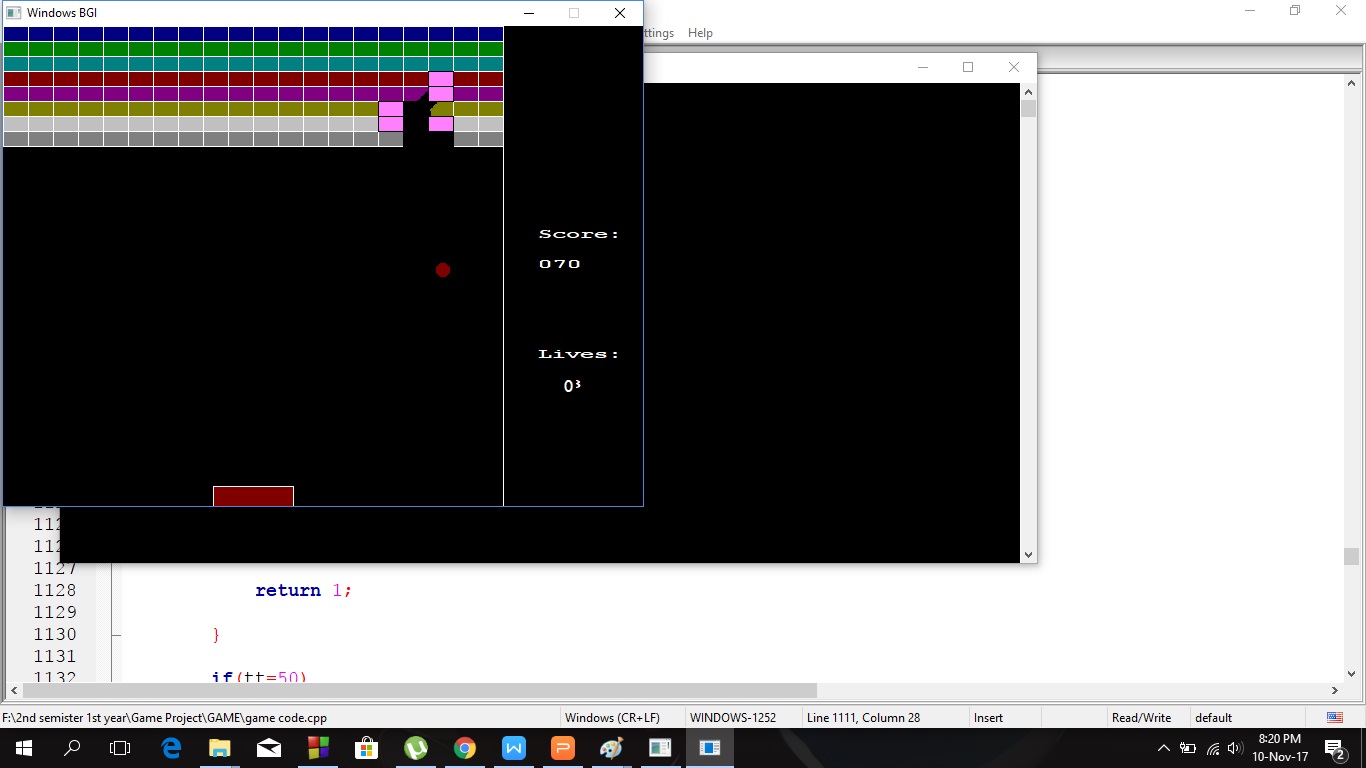 Windows BGI
ttings Help
Score:
070
Lives:
0³
112
112
1127
1128 return 1;
1129
1130 }
1131
1132 if(tt=50)
F:\2nd semister 1st year\Game Project\GAME\game code.cpp Windows (CR+LF) WINDOWS-1252 Line 1111, Column 28 Insert Read/Write default
8:20 PM
10-Nov-17
2